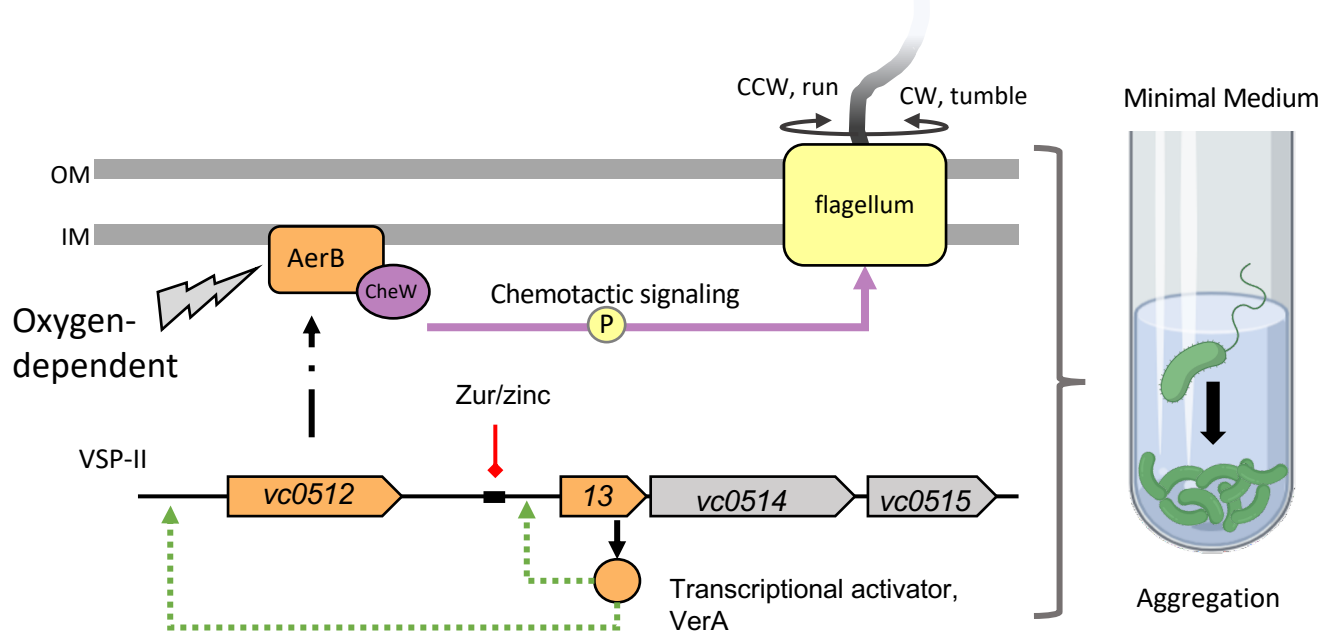 CCW, run
CW, tumble
Minimal Medium
OM
flagellum
IM
AerB
CheW
Chemotactic signaling
P
Oxygen-
dependent
Zur/zinc
VSP-II
vc0512
13
vc0514
vc0515
Transcriptional activator,
VerA
Aggregation